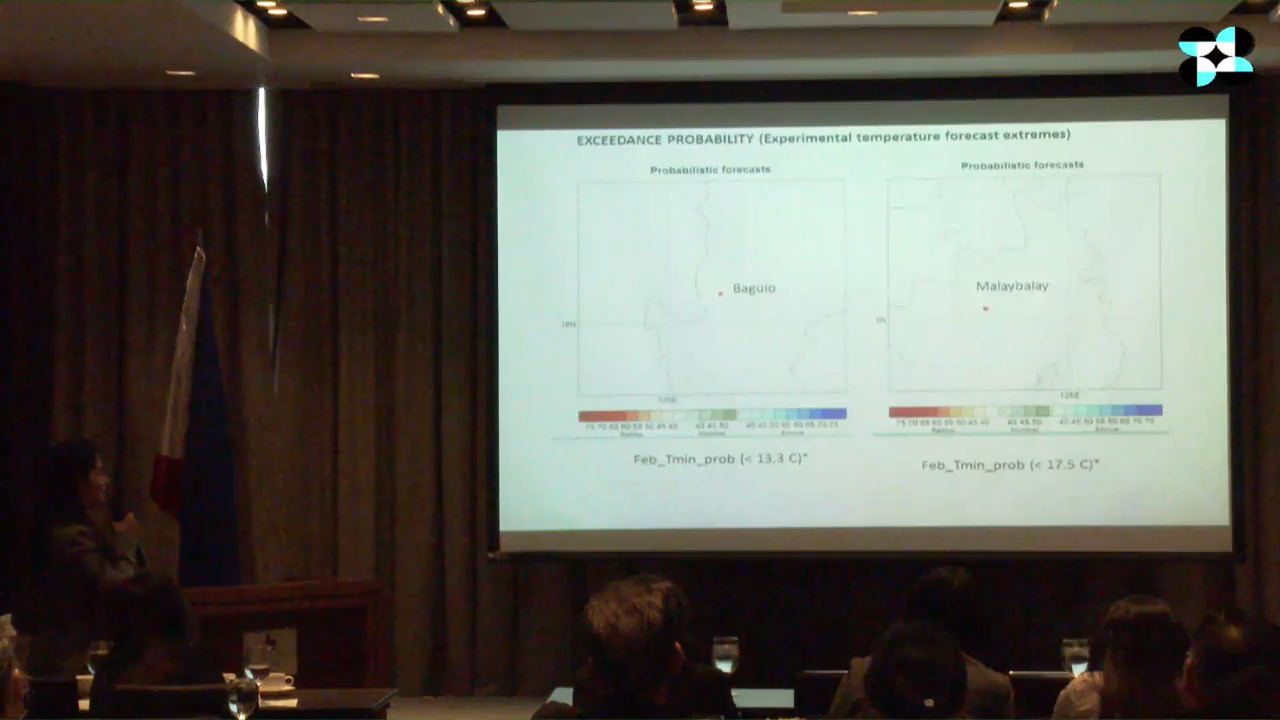 EXCEEDANCE PROBABILITY (Experimental temperature forecast extremes)
Probabilistic forecasts
Probabilistic forecasts
Baguio
Malaybalay
Feb_Tmin_prob (< 13.3 C)*
Feb_Tmin_prob (< 17.5 C)*